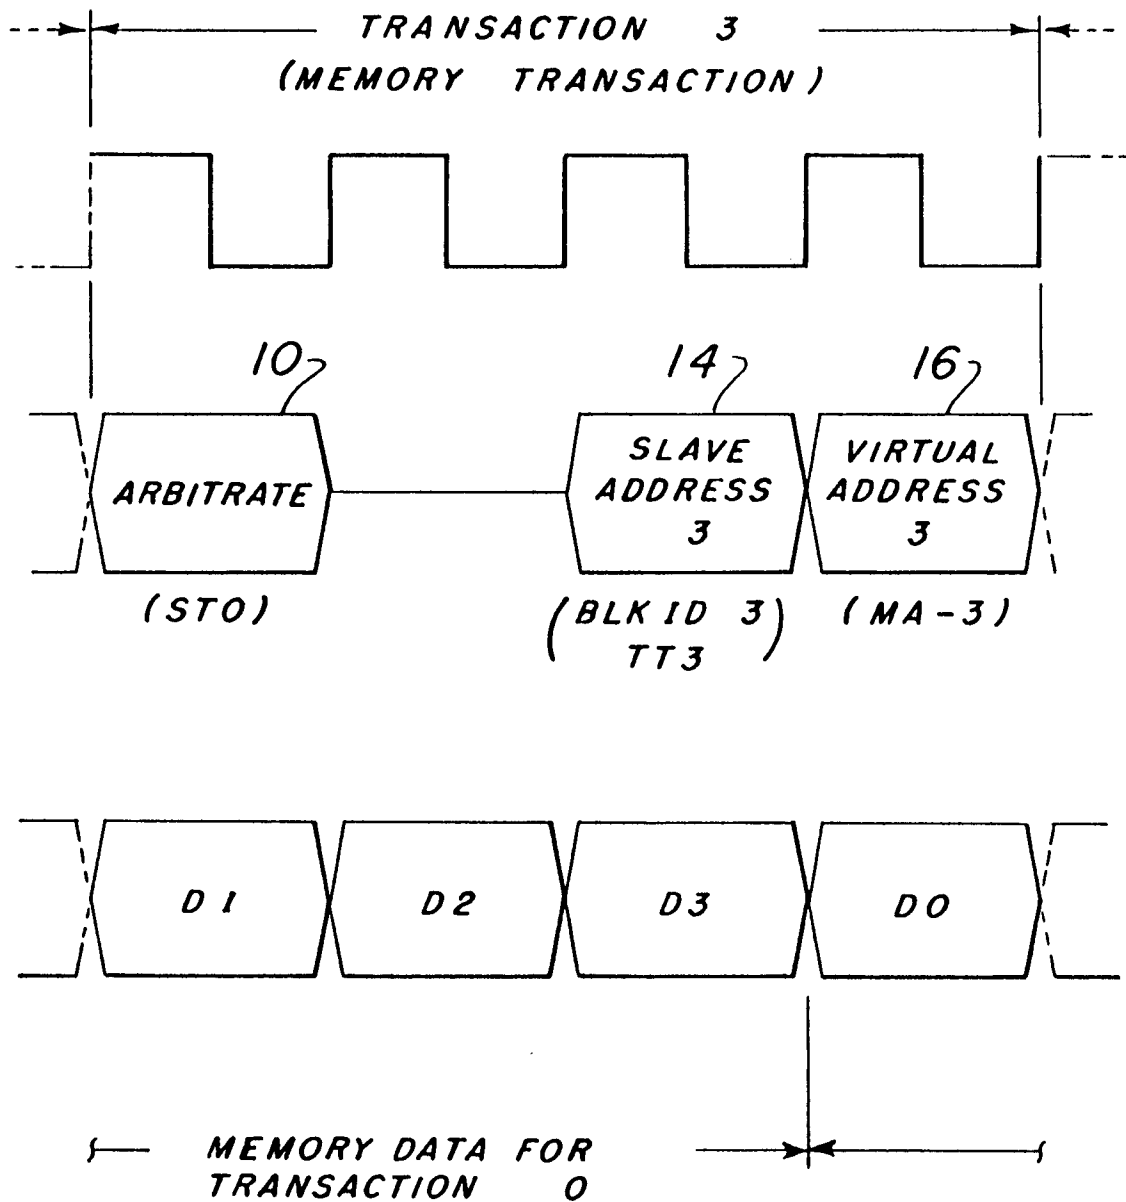 TRANSACTION 3
(MEMORY TRANSACTION)
10
14
16
ARBITRATE
SLAVE
ADDRESS
3
VIRTUAL
ADDRESS
3
(STO)
(BLK ID 3
TT3)
(MA-3)
D1
D2
D3
D0
MEMORY DATA FOR
TRANSACTION 0